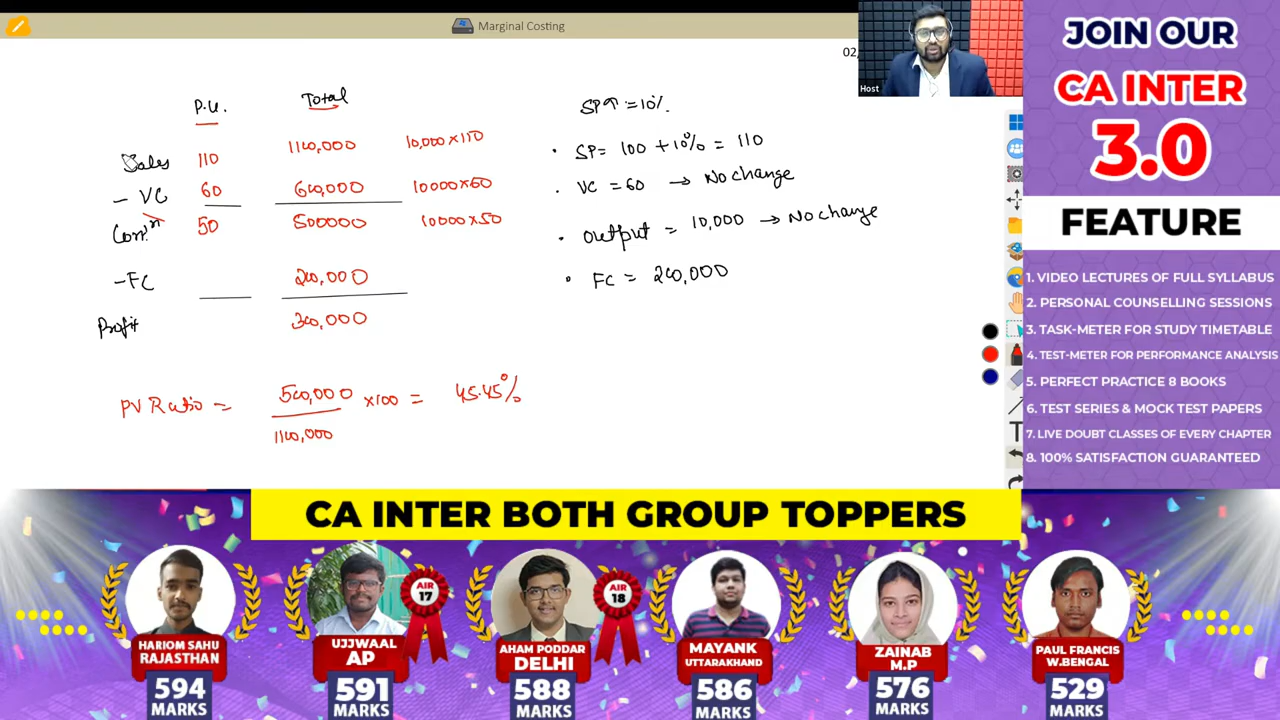 Marginal Costing
02,
Host
P.U. Total
Sales 110 1100,000 10,000×110
- VC 60 600,000 10000×60
Conⁿ 50 500000 10000×50
-FC 200,000
Profit 300,000
PV Ratio = 500,000 ×100 = 45.45%
1100,000
SP↑ = 10%.
• SP = 100 + 10% = 110
• VC = 60 → No change
• Output = 10,000 → No change
• FC = 200,000
JOIN OUR
CA INTER
3.0
FEATURE
1. VIDEO LECTURES OF FULL SYLLABUS
2. PERSONAL COUNSELLING SESSIONS
3. TASK-METER FOR STUDY TIMETABLE
4. TEST-METER FOR PERFORMANCE ANALYSIS
5. PERFECT PRACTICE 8 BOOKS
6. TEST SERIES & MOCK TEST PAPERS
7. LIVE DOUBT CLASSES OF EVERY CHAPTER
8. 100% SATISFACTION GUARANTEED
CA INTER BOTH GROUP TOPPERS
HARIOM SAHU
RAJASTHAN
594
MARKS
AIR
17
UJJWAAL
AP
591
MARKS
AIR
18
AHAM PODDAR
DELHI
588
MARKS
MAYANK
UTTARAKHAND
586
MARKS
ZAINAB
M.P
576
MARKS
PAUL FRANCIS
W.BENGAL
529
MARKS